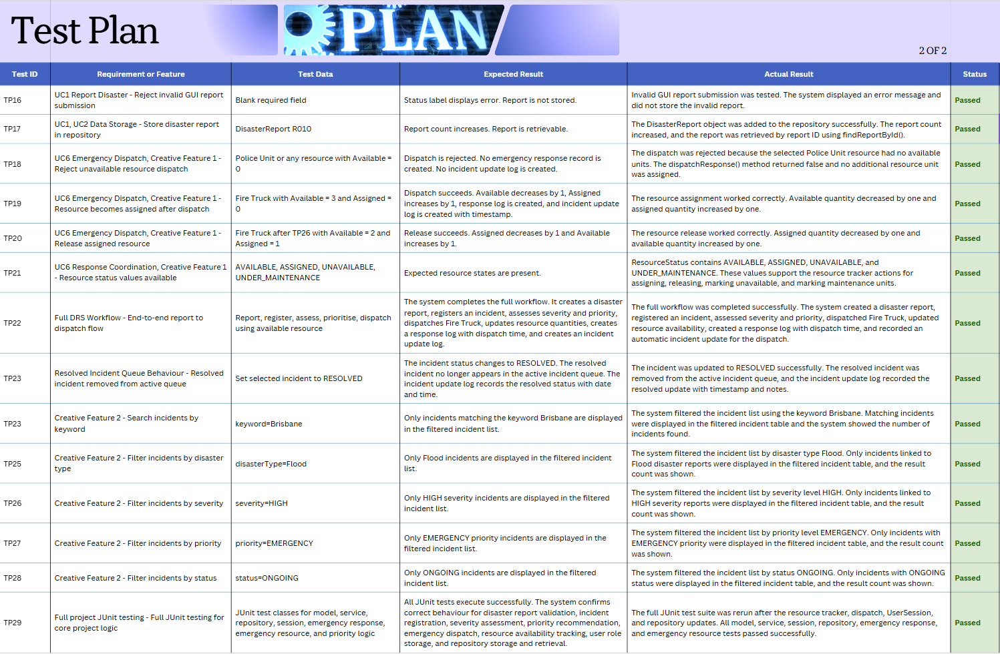 Test Plan
PLAN
2 OF 2
Test ID
Requirement or Feature
Test Data
Expected Result
Actual Result
Status
TP16
UC1 Report Disaster - Reject invalid GUI report
submission
Blank required field
Status label displays error. Report is not stored.
Invalid GUI report submission was tested. The system displayed an error message and
did not store the invalid report.
Passed
TP17
UC1, UC2 Data Storage - Store disaster report
in repository
DisasterReport R010
Report count increases. Report is retrievable.
The DisasterReport object was added to the repository successfully. The report count
increased, and the report was retrieved by report ID using findReportById().
Passed
TP18
UC6 Emergency Dispatch, Creative Feature 1 -
Reject unavailable resource dispatch
Police Unit or any resource with Available =
0
Dispatch is rejected. No emergency response record is
created. No incident update log is created.
The dispatch was rejected because the selected Police Unit resource had no available
units. The dispatchResponse() method returned false and no additional resource unit
was assigned.
Passed
TP19
UC6 Emergency Dispatch, Creative Feature 1 -
Resource becomes assigned after dispatch
Fire Truck with Available = 3 and Assigned =
0
Dispatch succeeds. Available decreases by 1, Assigned
increases by 1, response log is created, and incident update
log is created with timestamp.
The resource assignment worked correctly. Available quantity decreased by one and
assigned quantity increased by one.
Passed
TP20
UC6 Emergency Dispatch, Creative Feature 1 -
Release assigned resource
Fire Truck after TP26 with Available = 2 and
Assigned = 1
Release succeeds. Assigned decreases by 1 and Available
increases by 1.
The resource release worked correctly. Assigned quantity decreased by one and
available quantity increased by one.
Passed
TP21
UC6 Response Coordination, Creative Feature 1
- Resource status values available
AVAILABLE, ASSIGNED, UNAVAILABLE,
UNDER_MAINTENANCE
Expected resource states are present.
ResourceStatus contains AVAILABLE, ASSIGNED, UNAVAILABLE, and
UNDER_MAINTENANCE. These values support the resource tracker actions for
assigning, releasing, marking unavailable, and marking maintenance units.
Passed
TP22
Full DRS Workflow - End-to-end report to
dispatch flow
Report, register, assess, prioritise, dispatch
using available resource
The system completes the full workflow. It creates a disaster
report, registers an incident, assesses severity and priority,
dispatches Fire Truck, updates resource quantities, creates
a response log with dispatch time, and creates an incident
update log.
The full workflow was completed successfully. The system created a disaster report,
registered an incident, assessed severity and priority, dispatched Fire Truck, updated
resource availability, created a response log with dispatch time, and recorded an
automatic incident update for the dispatch.
Passed
TP23
Resolved Incident Queue Behaviour - Resolved
incident removed from active queue
Set selected incident to RESOLVED
The incident status changes to RESOLVED. The resolved
incident no longer appears in the active incident queue. The
incident update log records the resolved status with date
and time.
The incident was updated to RESOLVED successfully. The resolved incident was
removed from the active incident queue, and the incident update log recorded the
resolved update with timestamp and notes.
Passed
TP23
Creative Feature 2 - Search incidents by
keyword
keyword=Brisbane
Only incidents matching the keyword Brisbane are displayed
in the filtered incident list.
The system filtered the incident list using the keyword Brisbane. Matching incidents
were displayed in the filtered incident table and the system showed the number of
incidents found.
Passed
TP25
Creative Feature 2 - Filter incidents by disaster
type
disasterType=Flood
Only Flood incidents are displayed in the filtered incident
list.
The system filtered the incident list by disaster type Flood. Only incidents linked to
Flood disaster reports were displayed in the filtered incident table, and the result
count was shown.
Passed
TP26
Creative Feature 2 - Filter incidents by severity
severity=HIGH
Only HIGH severity incidents are displayed in the filtered
incident list.
The system filtered the incident list by severity level HIGH. Only incidents linked to
HIGH severity reports were displayed in the filtered incident table, and the result
count was shown.
Passed
TP27
Creative Feature 2 - Filter incidents by priority
priority=EMERGENCY
Only EMERGENCY priority incidents are displayed in the
filtered incident list.
The system filtered the incident list by priority level EMERGENCY. Only incidents with
EMERGENCY priority were displayed in the filtered incident table, and the result count
was shown.
Passed
TP28
Creative Feature 2 - Filter incidents by status
status=ONGOING
Only ONGOING incidents are displayed in the filtered
incident list.
The system filtered the incident list by status ONGOING. Only incidents with ONGOING
status were displayed in the filtered incident table, and the result count was shown.
Passed
TP29
Full project JUnit testing - Full JUnit testing for
core project logic
JUnit test classes for model, service,
repository, session, emergency response,
emergency resource, and priority logic
All JUnit tests execute successfully. The system confirms
correct behaviour for disaster report validation, incident
registration, severity assessment, priority recommendation,
emergency dispatch, resource availability tracking, user role
storage, and repository storage and retrieval.
The full JUnit test suite was rerun after the resource tracker, dispatch, UserSession,
and repository updates. All model, service, session, repository, emergency response,
and emergency resource tests passed successfully.
Passed